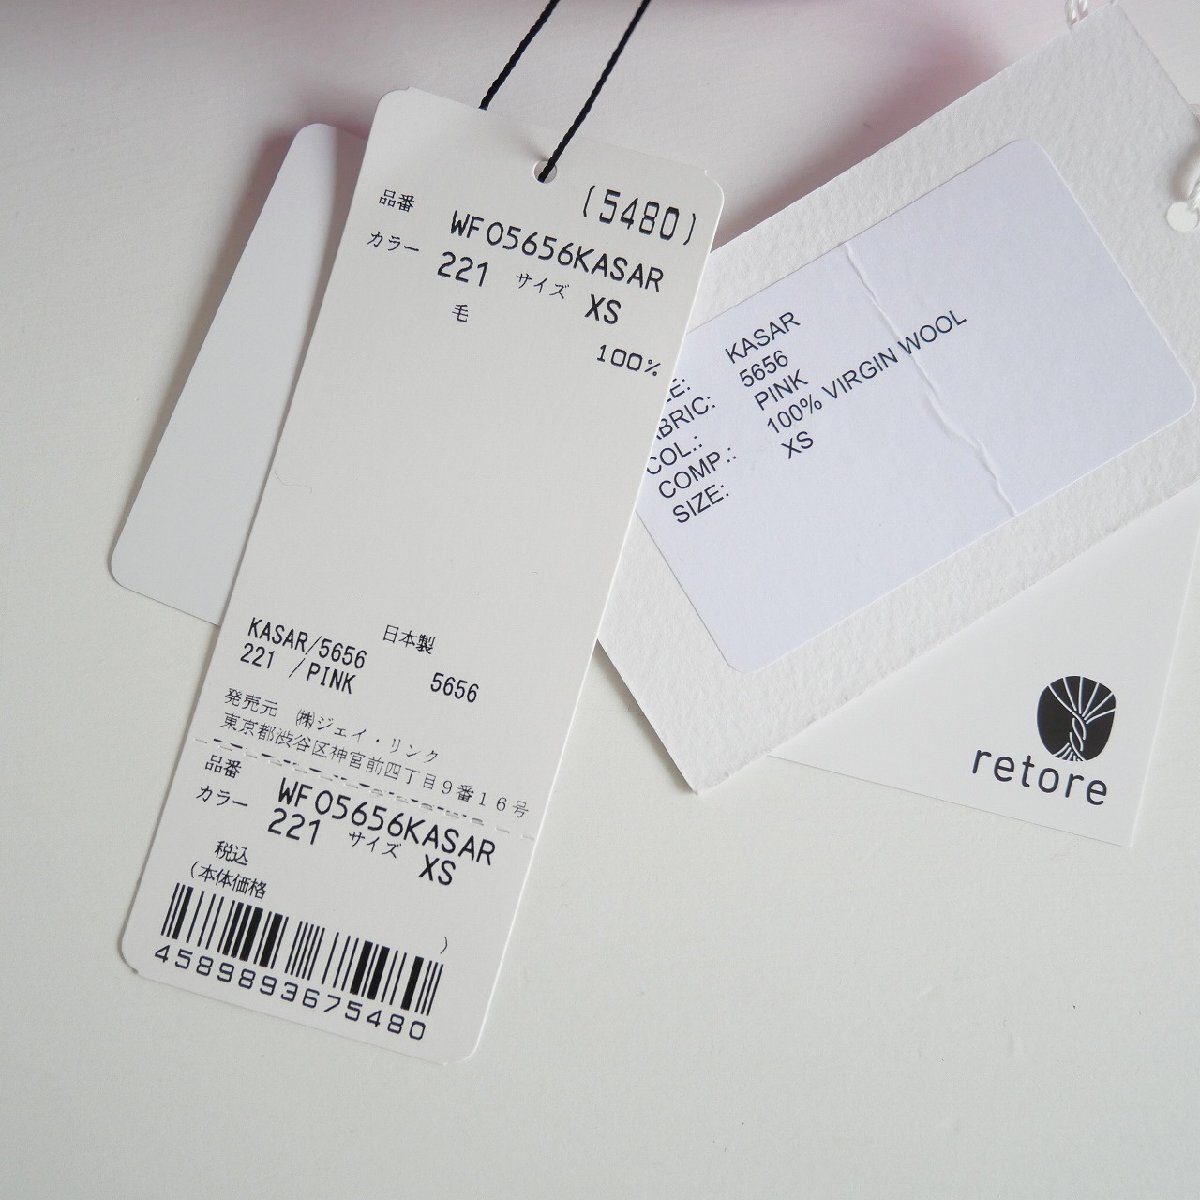 (5480)
品番 WF05656KASAR
カラー 221 サイズ XS
毛
100%
KASAR/5656 日本製
221 /PINK 5656
発売元 ㈱ジェイ・リンク
東京都渋谷区神宮前四丁目9番16号
品番 WF05656KASAR
カラー 221 サイズ XS
税込
(本体価格 )
4589893675480
KASAR
5656
COL.: PINK
COMP.: 100% VIRGIN WOOL
SIZE: XS
retore